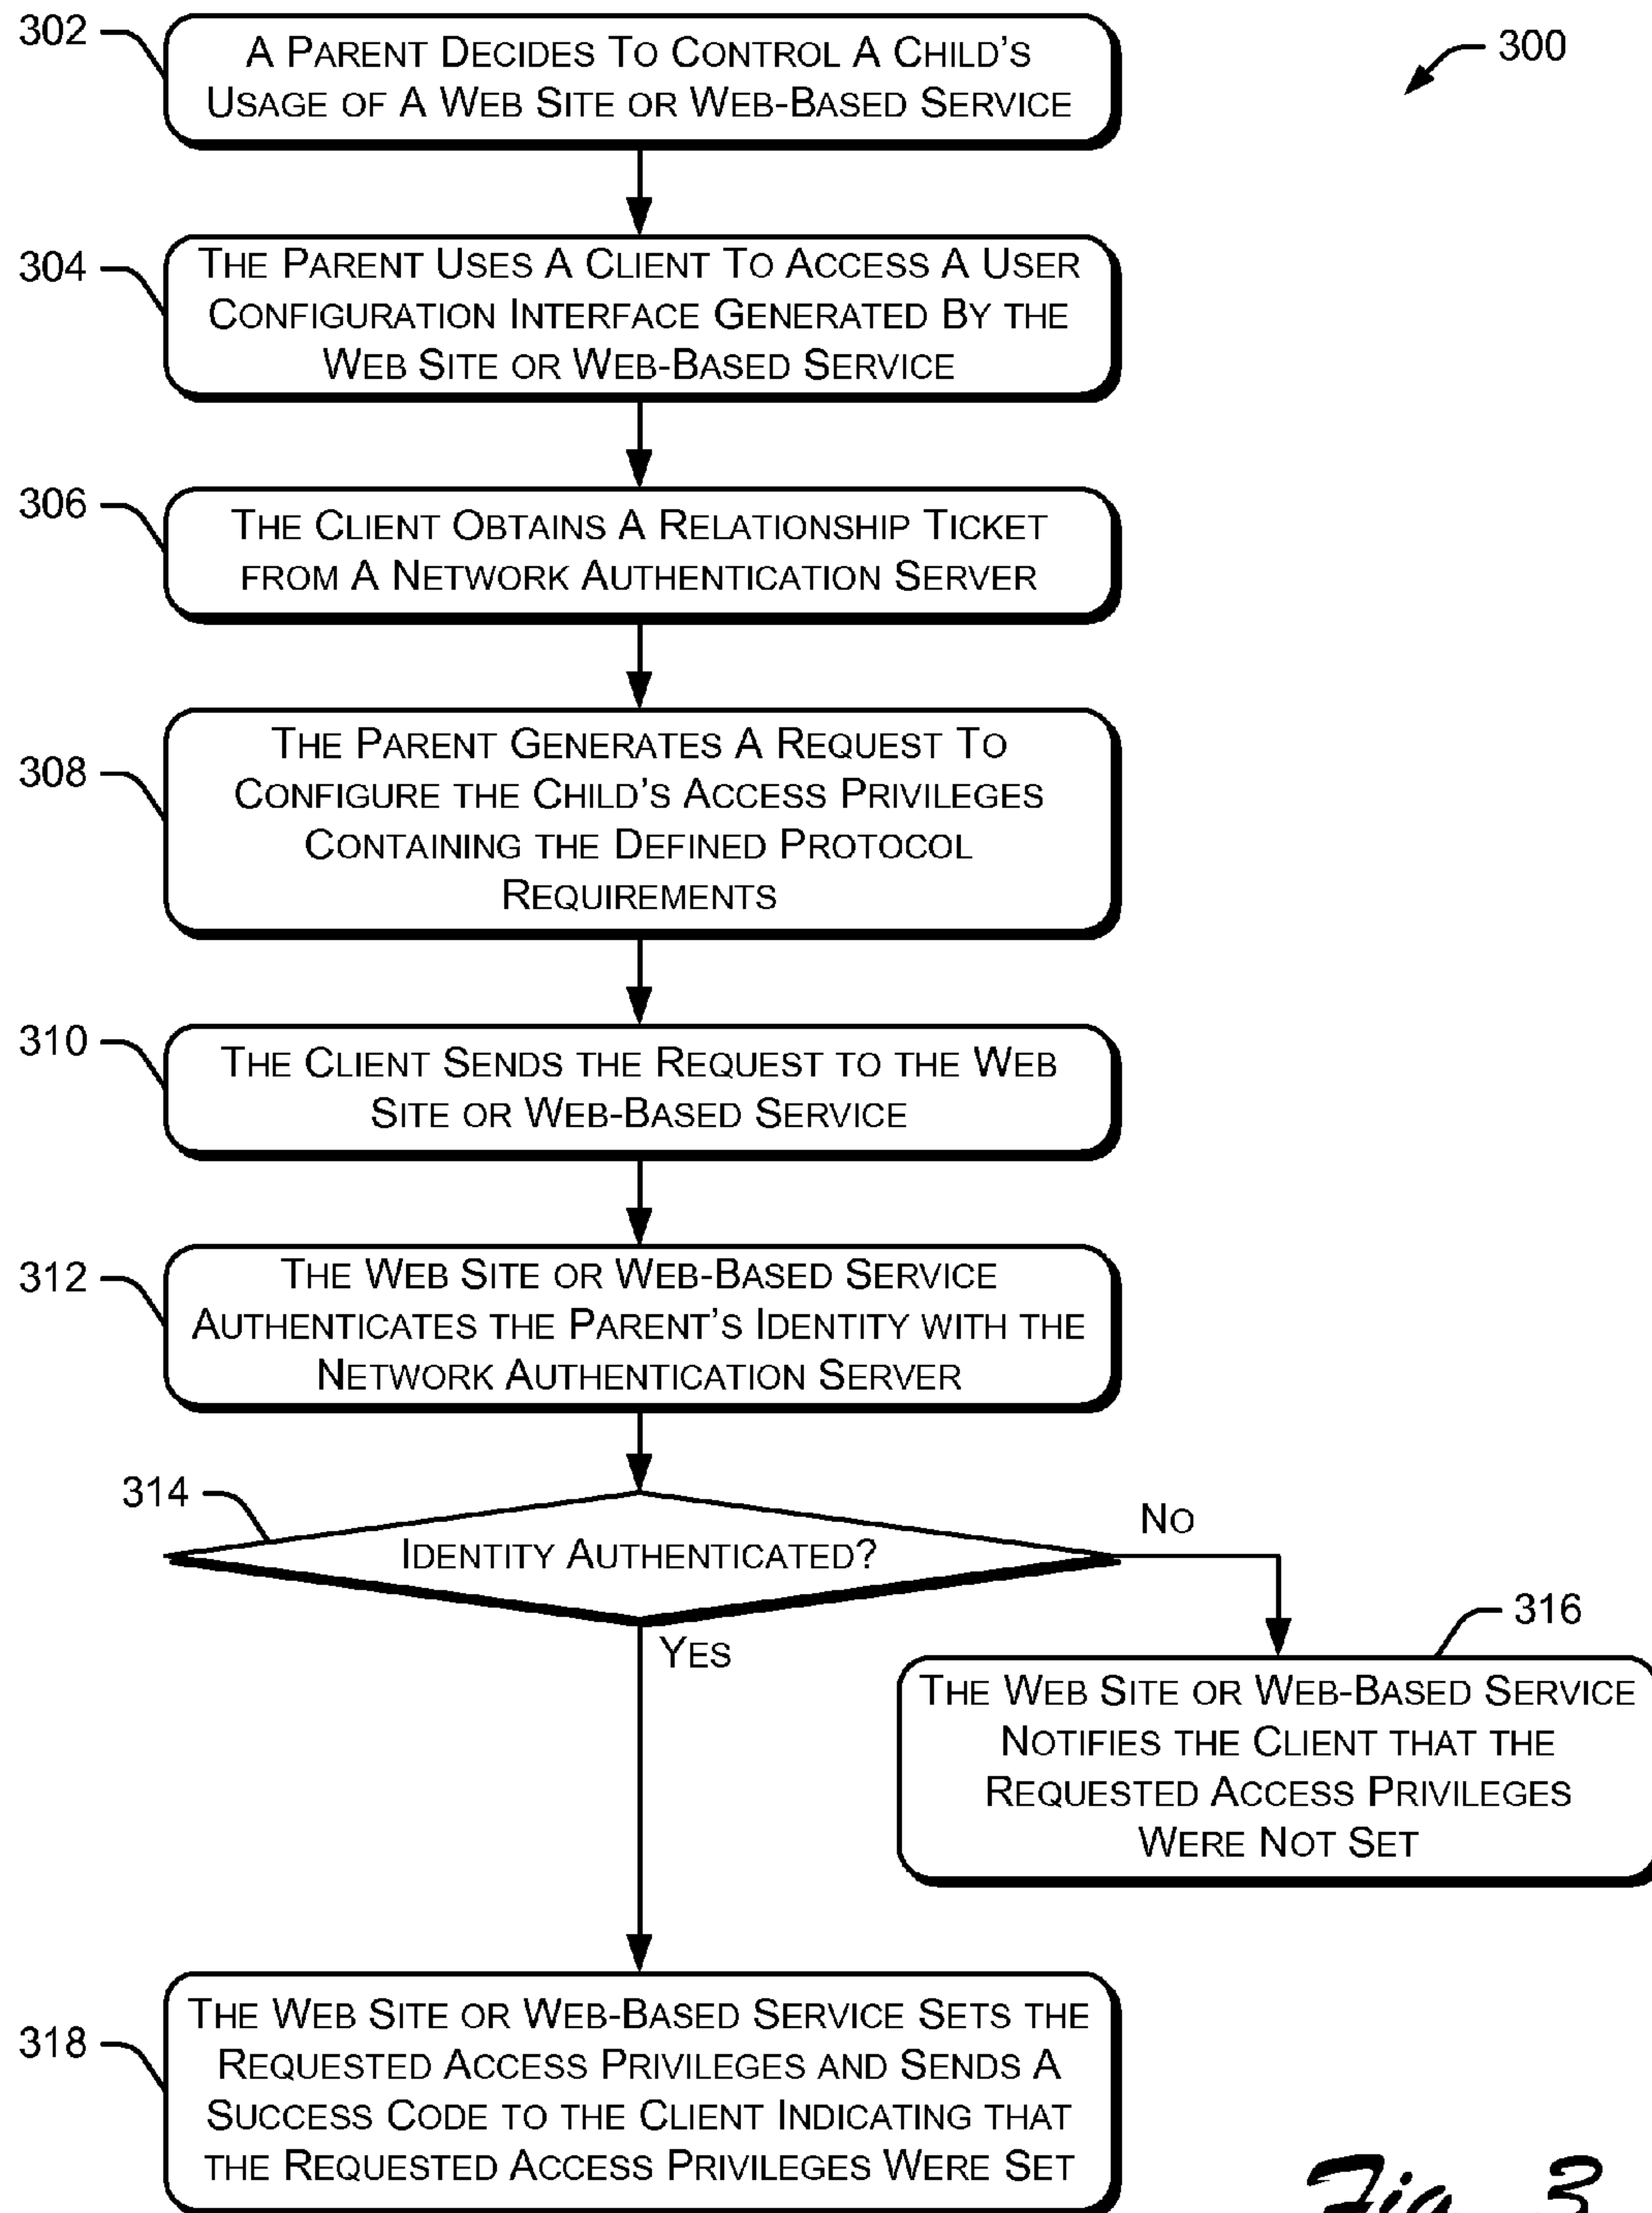 300
302
A PARENT DECIDES TO CONTROL A CHILD'S
USAGE OF A WEB SITE OR WEB-BASED SERVICE
304
THE PARENT USES A CLIENT TO ACCESS A USER
CONFIGURATION INTERFACE GENERATED BY THE
WEB SITE OR WEB-BASED SERVICE
306
THE CLIENT OBTAINS A RELATIONSHIP TICKET
FROM A NETWORK AUTHENTICATION SERVER
308
THE PARENT GENERATES A REQUEST TO
CONFIGURE THE CHILD'S ACCESS PRIVILEGES
CONTAINING THE DEFINED PROTOCOL
REQUIREMENTS
310
THE CLIENT SENDS THE REQUEST TO THE WEB
SITE OR WEB-BASED SERVICE
312
THE WEB SITE OR WEB-BASED SERVICE
AUTHENTICATES THE PARENT'S IDENTITY WITH THE
NETWORK AUTHENTICATION SERVER
314
IDENTITY AUTHENTICATED?
NO
YES
316
THE WEB SITE OR WEB-BASED SERVICE
NOTIFIES THE CLIENT THAT THE
REQUESTED ACCESS PRIVILEGES
WERE NOT SET
318
THE WEB SITE OR WEB-BASED SERVICE SETS THE
REQUESTED ACCESS PRIVILEGES AND SENDS A
SUCCESS CODE TO THE CLIENT INDICATING THAT
THE REQUESTED ACCESS PRIVILEGES WERE SET
Fig. 3